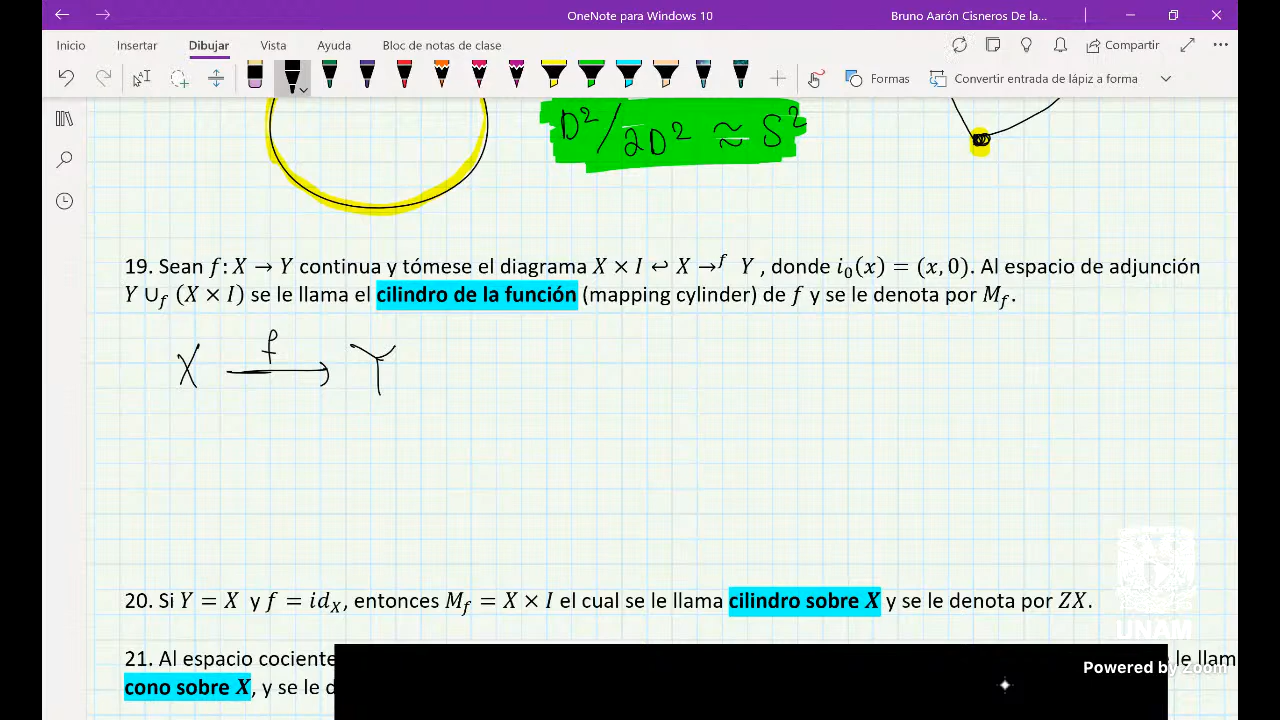 OneNote para Windows 10
Bruno Aarón Cisneros De la...
Inicio Insertar Dibujar Vista Ayuda Bloc de notas de clase Compartir
Formas Convertir entrada de lápiz a forma
D²/∂D² ≈ S²
19. Sean f: X → Y continua y tómese el diagrama X × I ↩ X →ᶠ Y , donde i₀(x) = (x, 0). Al espacio de adjunción
Y ∪f (X × I) se le llama el cilindro de la función (mapping cylinder) de f y se le denota por Mf.
f
X → Y
20. Si Y = X y f = idX, entonces Mf = X × I el cual se le llama cilindro sobre X y se le denota por ZX.
21. Al espacio cociente le llam
cono sobre X, y se le d
UNAM
Powered by Zoom